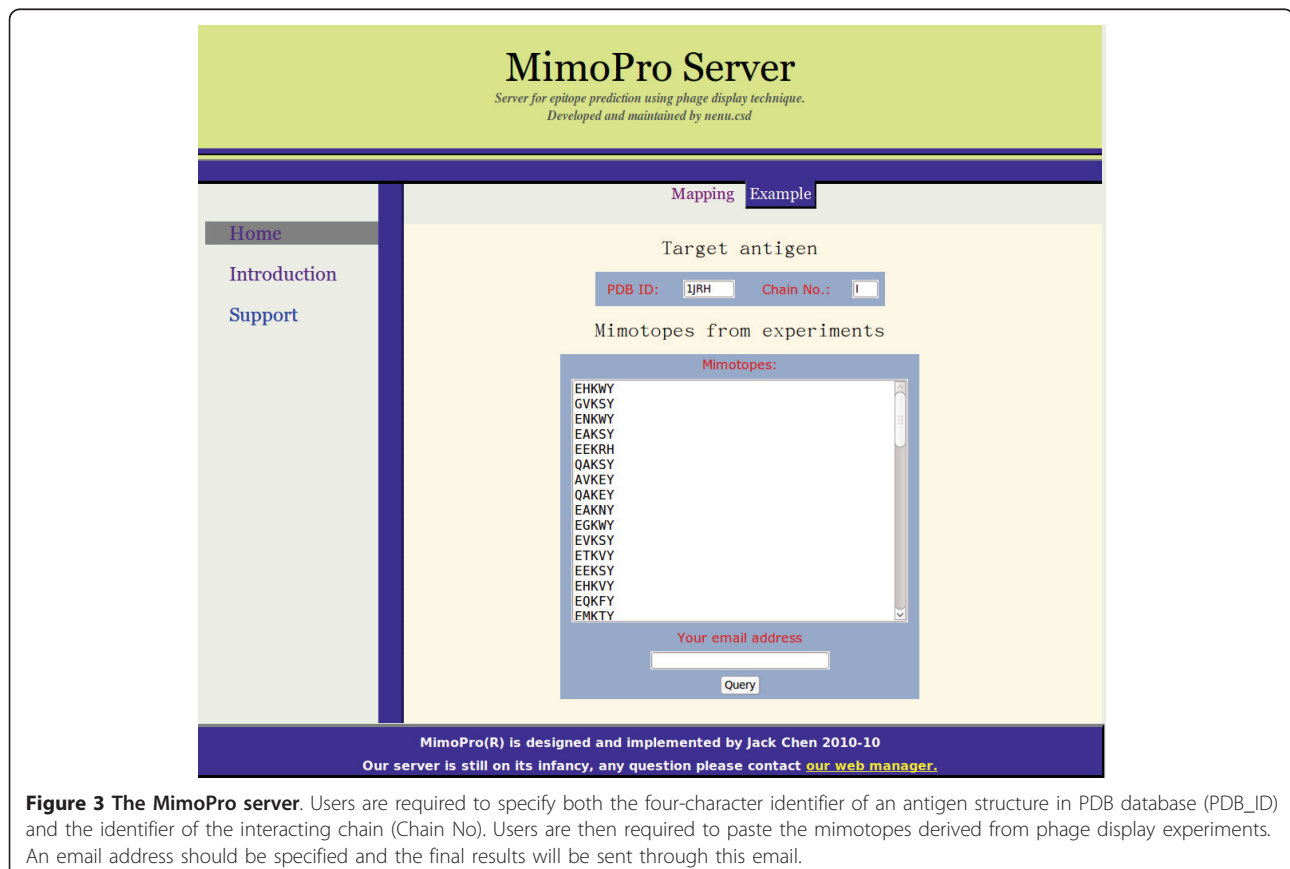 MimoPro Server
Server for epitope prediction using phage display technique.
Developed and maintained by nenu.csd
Mapping Example
Home
Introduction
Support
Target antigen
PDB ID: 1JRH Chain No.: I
Mimotopes from experiments
Mimotopes:
EHKWY
GVKSY
ENKWY
EAKSY
EEKRH
QAKSY
AVKEY
QAKEY
EAKNY
EGKWY
EVKSY
ETKVY
EEKSY
EHKVY
EQKFY
EMKTY
Your email address
Query
MimoPro(R) is designed and implemented by Jack Chen 2010-10
Our server is still on its infancy, any question please contact our web manager.
Figure 3 The MimoPro server. Users are required to specify both the four-character identifier of an antigen structure in PDB database (PDB_ID)
and the identifier of the interacting chain (Chain No). Users are then required to paste the mimotopes derived from phage display experiments.
An email address should be specified and the final results will be sent through this email.